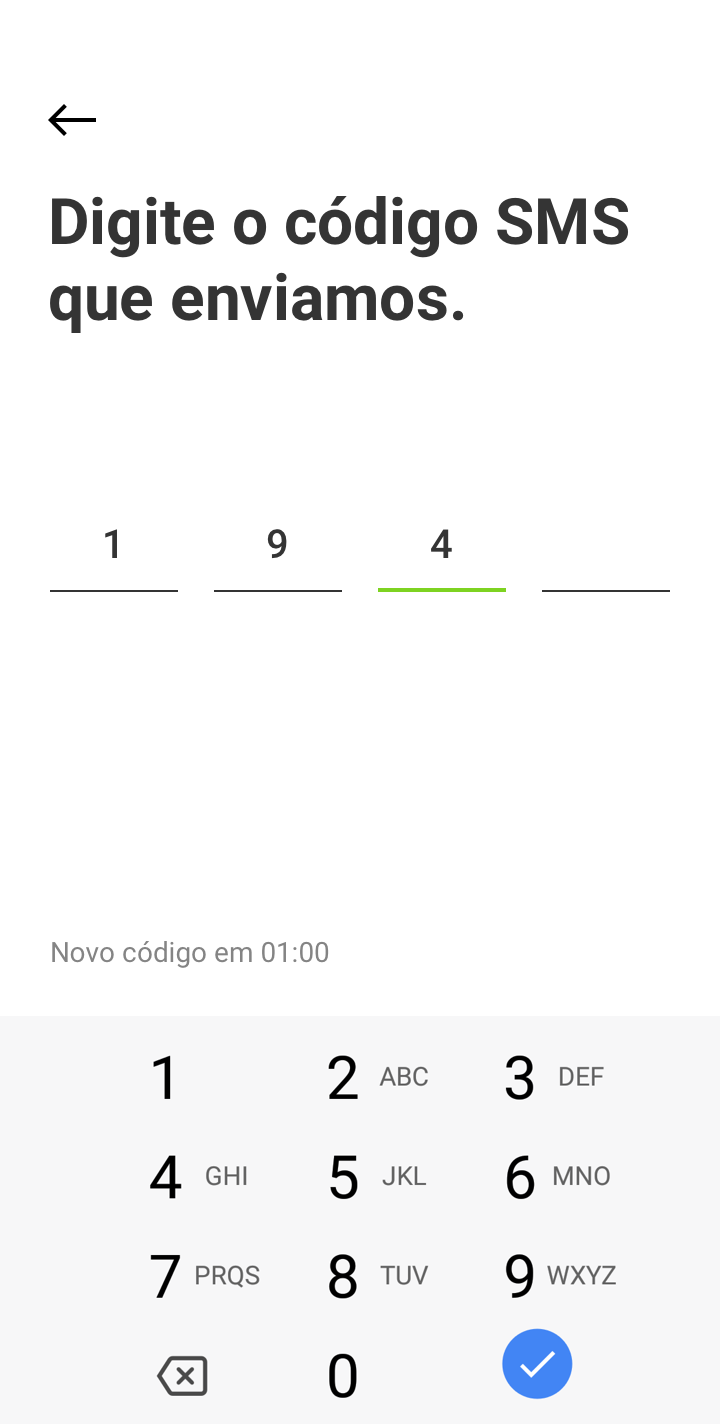 Digite o código SMS
que enviamos.
1 9 4
Novo código em 01:00
1 2 ABC 3 DEF
4 GHI 5 JKL 6 MNO
7 PRQS 8 TUV 9 WXYZ
0